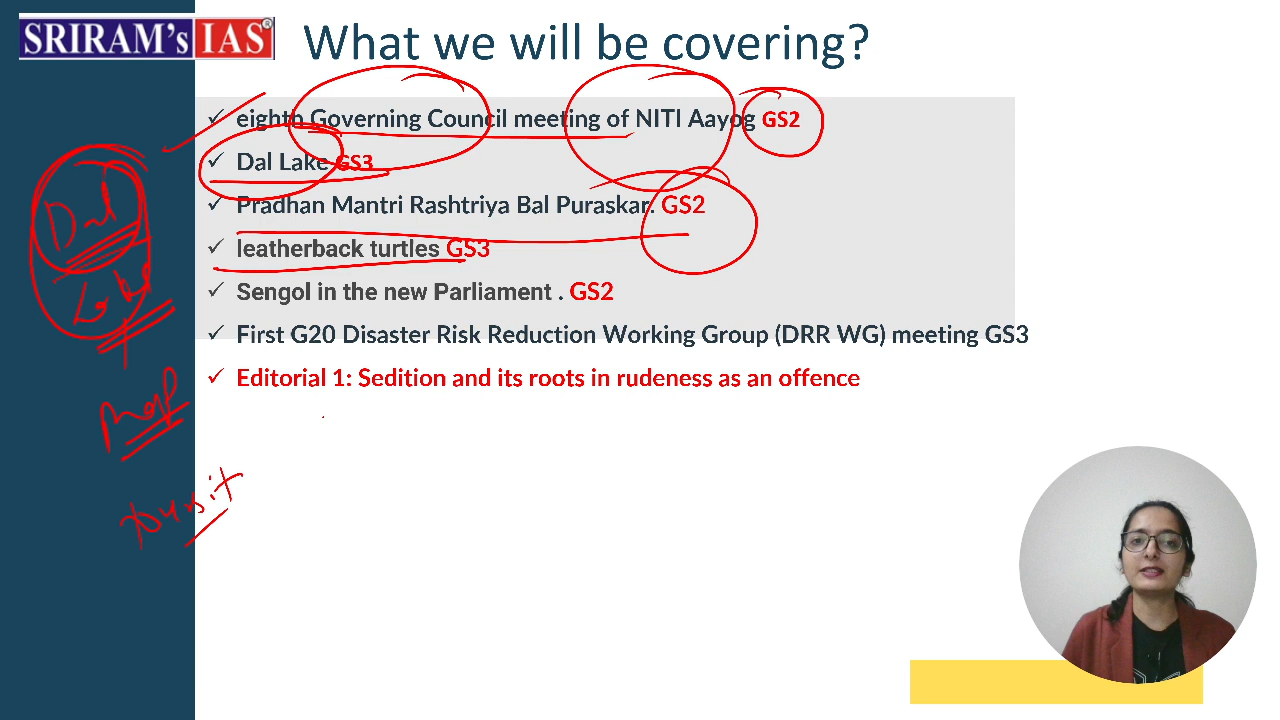 SRIRAM's IAS®
What we will be covering?
✓ eighth Governing Council meeting of NITI Aayog GS2
✓ Dal Lake GS3
✓ Pradhan Mantri Rashtriya Bal Puraskar. GS2
✓ leatherback turtles GS3
✓ Sengol in the new Parliament . GS2
✓ First G20 Disaster Risk Reduction Working Group (DRR WG) meeting GS3
✓ Editorial 1: Sedition and its roots in rudeness as an offence
Dal
Map